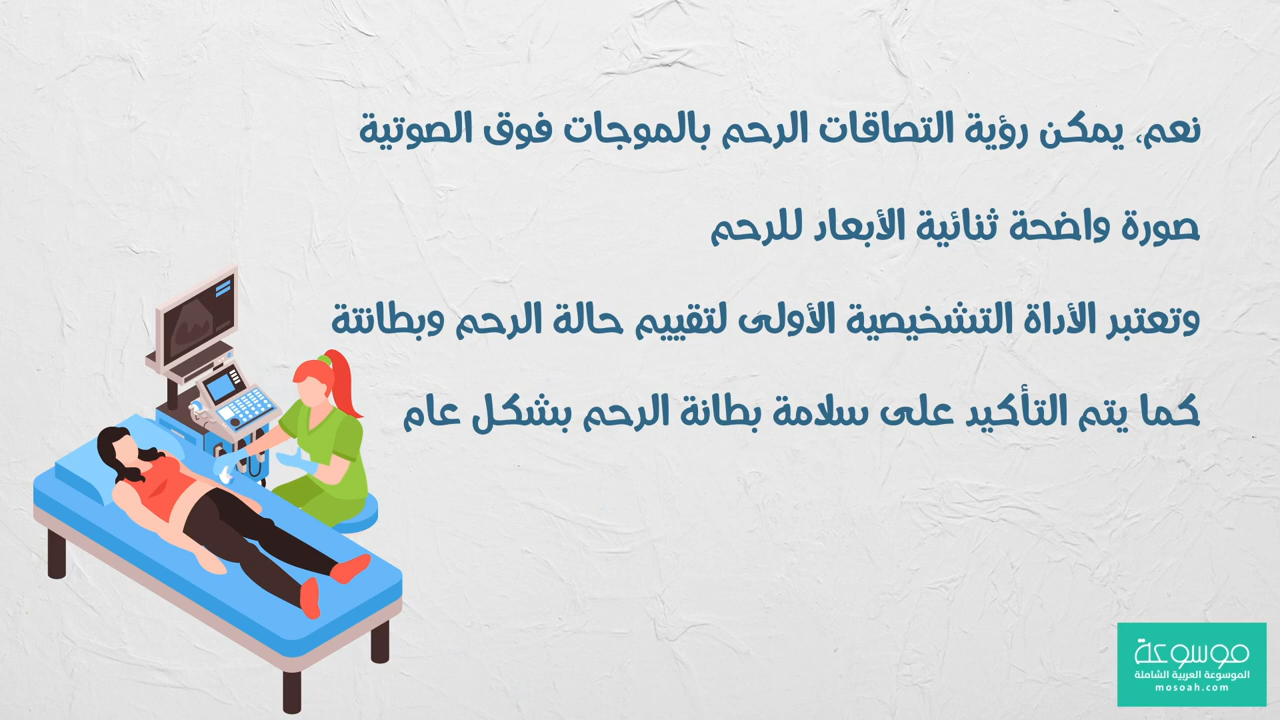 نعم، يمكن رؤية التصاقات الرحم بالموجات فوق الصوتية
صورة واضحة ثنائية الأبعاد للرحم
وتعتبر الأداة التشخيصية الأولى لتقييم حالة الرحم وبطانتة
كما يتم التأكيد على سلامة بطانة الرحم بشكل عام
موسوعة
الموسوعة العربية الشاملة
mosoah.com